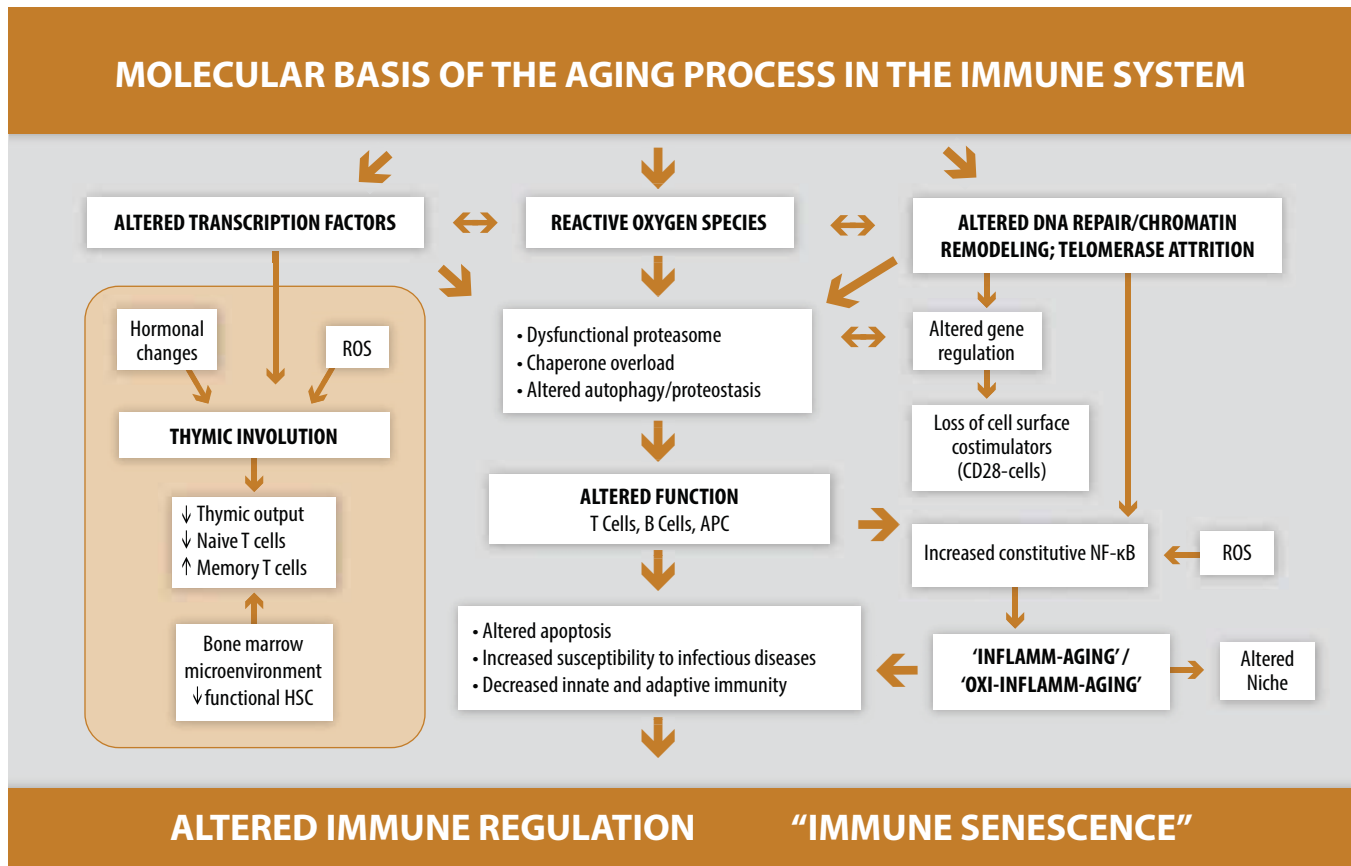 MOLECULAR BASIS OF THE AGING PROCESS IN THE IMMUNE SYSTEM
ALTERED TRANSCRIPTION FACTORS
REACTIVE OXYGEN SPECIES
ALTERED DNA REPAIR/CHROMATIN
REMODELING; TELOMERASE ATTRITION
Hormonal
changes
ROS
THYMIC INVOLUTION
↓ Thymic output
↓ Naive T cells
↑ Memory T cells
Bone marrow
microenvironment
↓functional HSC
• Dysfunctional proteasome
• Chaperone overload
• Altered autophagy/proteostasis
Altered gene
regulation
Loss of cell surface
costimulators
(CD28-cells)
ALTERED FUNCTION
T Cells, B Cells, APC
Increased constitutive NF-κB
ROS
• Altered apoptosis
• Increased susceptibility to infectious diseases
• Decreased innate and adaptive immunity
‘INFLAMM-AGING’ /
‘OXI-INFLAMM-AGING’
Altered
Niche
ALTERED IMMUNE REGULATION “IMMUNE SENESCENCE”